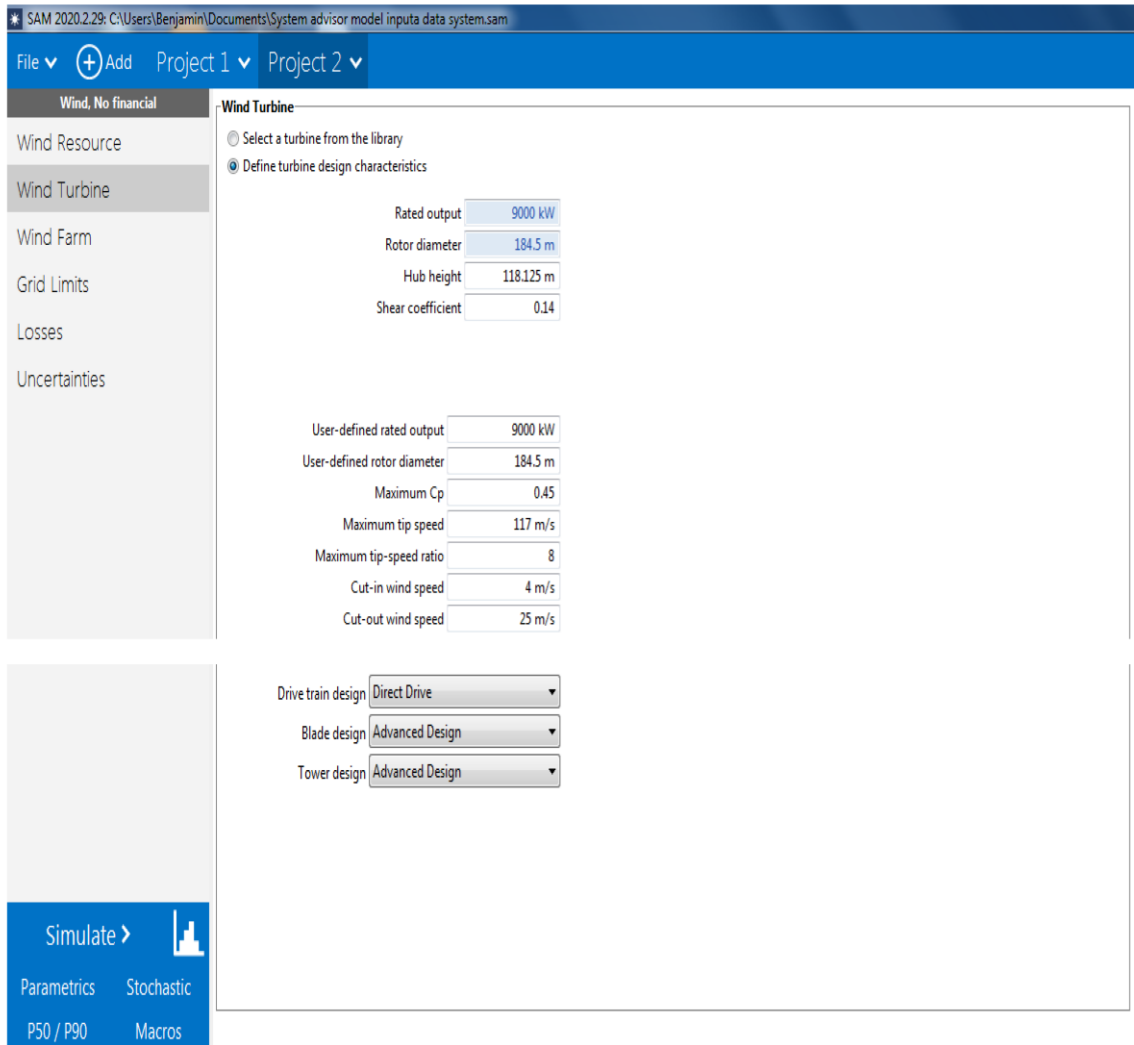 SAM 2020.2.29: C:\Users\Benjamin\Documents\System advisor model inputa data system.sam
File Add Project 1 Project 2
Wind, No financial
Wind Resource
Wind Turbine
Wind Farm
Grid Limits
Losses
Uncertainties
Wind Turbine
Select a turbine from the library
Define turbine design characteristics
Rated output 9000 kW
Rotor diameter 184.5 m
Hub height 118.125 m
Shear coefficient 0.14
User-defined rated output 9000 kW
User-defined rotor diameter 184.5 m
Maximum Cp 0.45
Maximum tip speed 117 m/s
Maximum tip-speed ratio 8
Cut-in wind speed 4 m/s
Cut-out wind speed 25 m/s
Drive train design Direct Drive
Blade design Advanced Design
Tower design Advanced Design
Simulate >
Parametrics Stochastic
P50 / P90 Macros